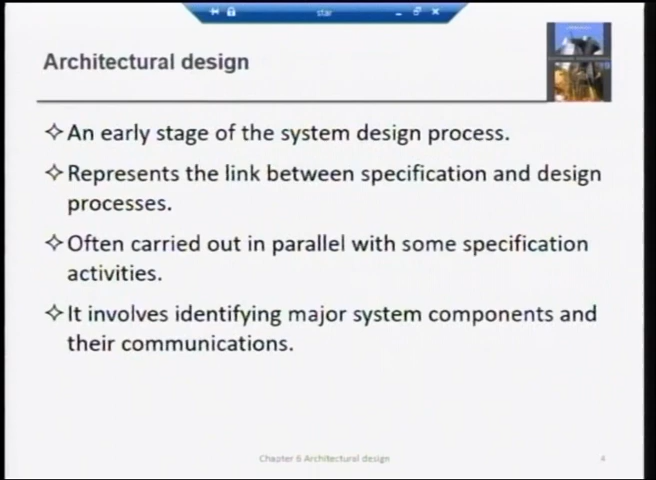 star
Architectural design
An early stage of the system design process.
Represents the link between specification and design
processes.
Often carried out in parallel with some specification
activities.
It involves identifying major system components and
their communications.
Chapter 6 Architectural design
4